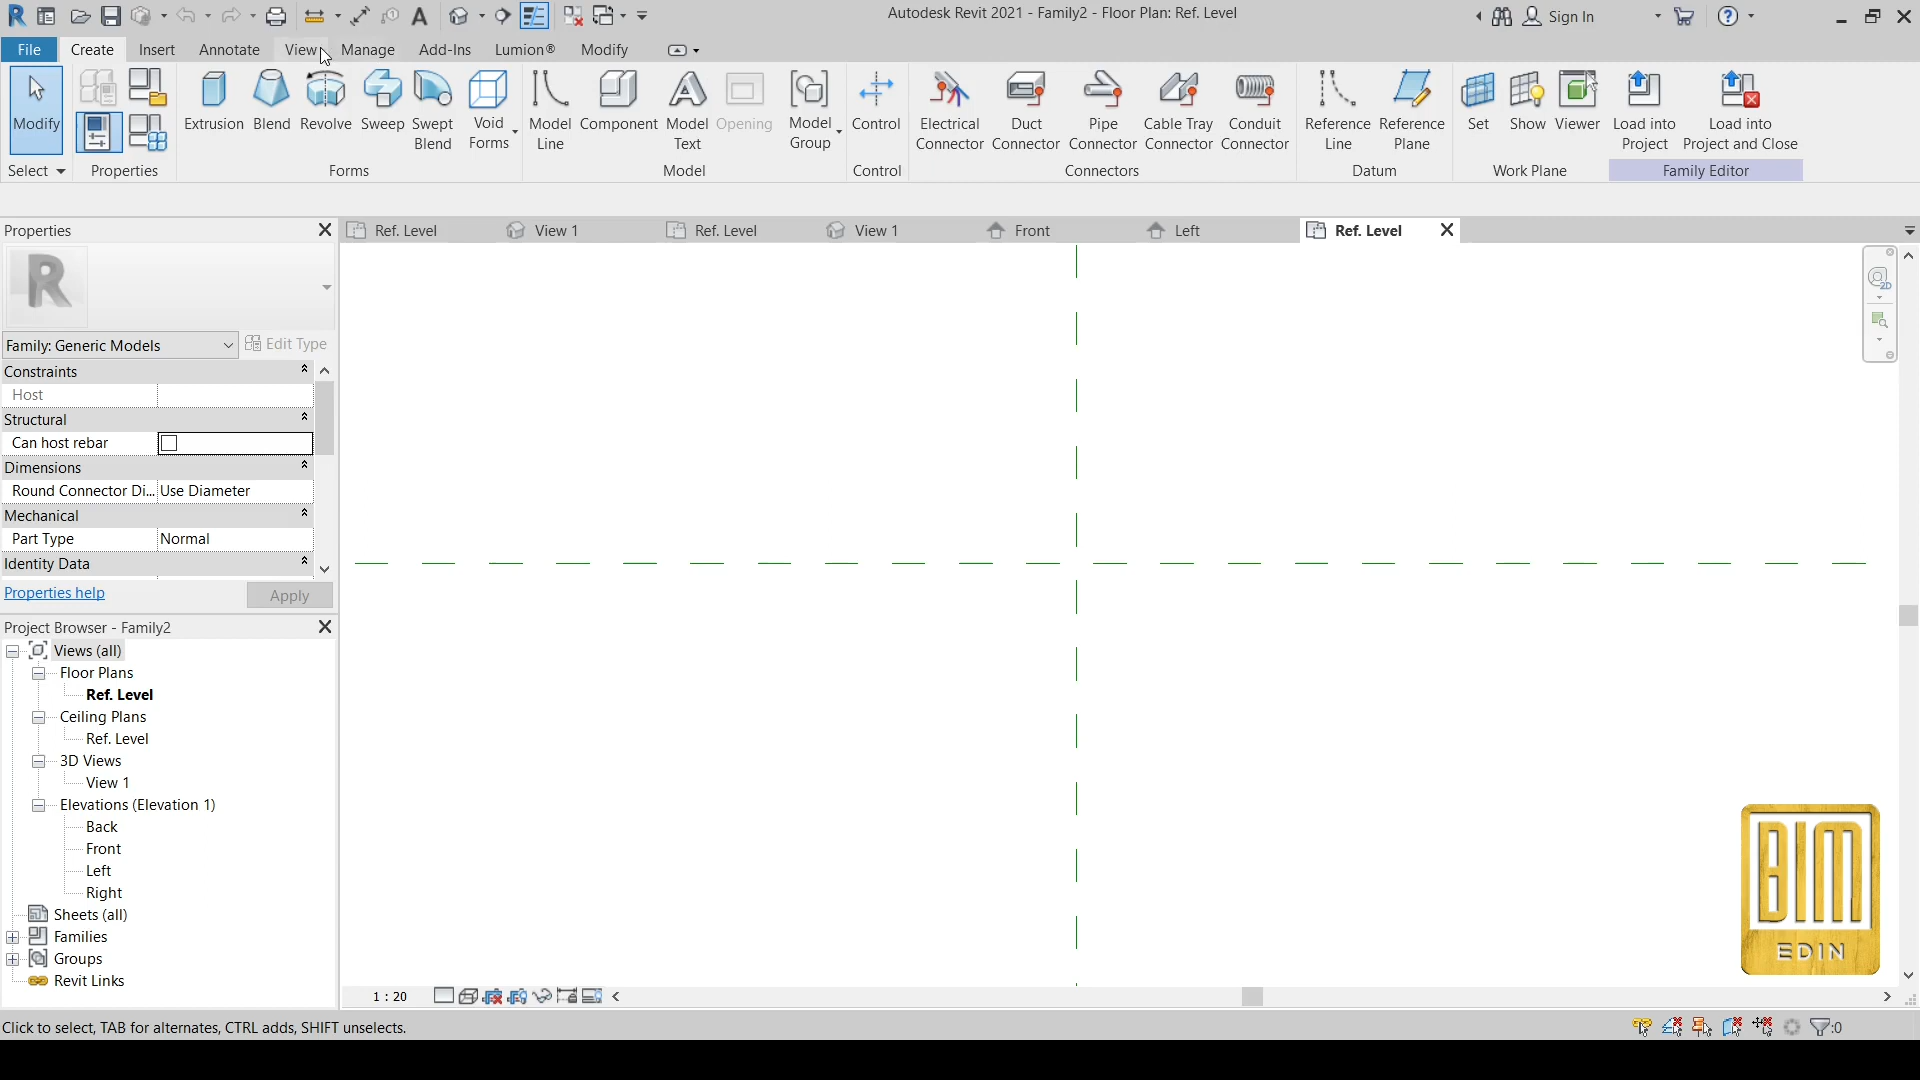 Autodesk Revit 2021 - Family2 - Floor Plan: Ref. Level
Sign In
File Create Insert Annotate View Manage Add-Ins Lumion® Modify
Modify
Extrusion Blend Revolve Sweep Swept Blend Void Forms
Model Line Component Model Text Opening Model Group
Control
Electrical Connector Duct Connector Pipe Connector Cable Tray Connector Conduit Connector
Reference Line Reference Plane
Set Show Viewer
Load into Project Load into Project and Close
Select Properties Forms Model Control Connectors Datum Work Plane Family Editor
Properties
Ref. Level View 1 Ref. Level View 1 Front Left Ref. Level
2D
R
Family: Generic Models Edit Type
Constraints
Host
Structural
Can host rebar
Dimensions
Round Connector Di... Use Diameter
Mechanical
Part Type Normal
Identity Data
Properties help Apply
Project Browser - Family2
Views (all)
Floor Plans
Ref. Level
Ceiling Plans
Ref. Level
3D Views
View 1
Elevations (Elevation 1)
Back
Front
Left
Right
Sheets (all)
Families
Groups
Revit Links
BIM
EDIN
1 : 20
Click to select, TAB for alternates, CTRL adds, SHIFT unselects.
:0